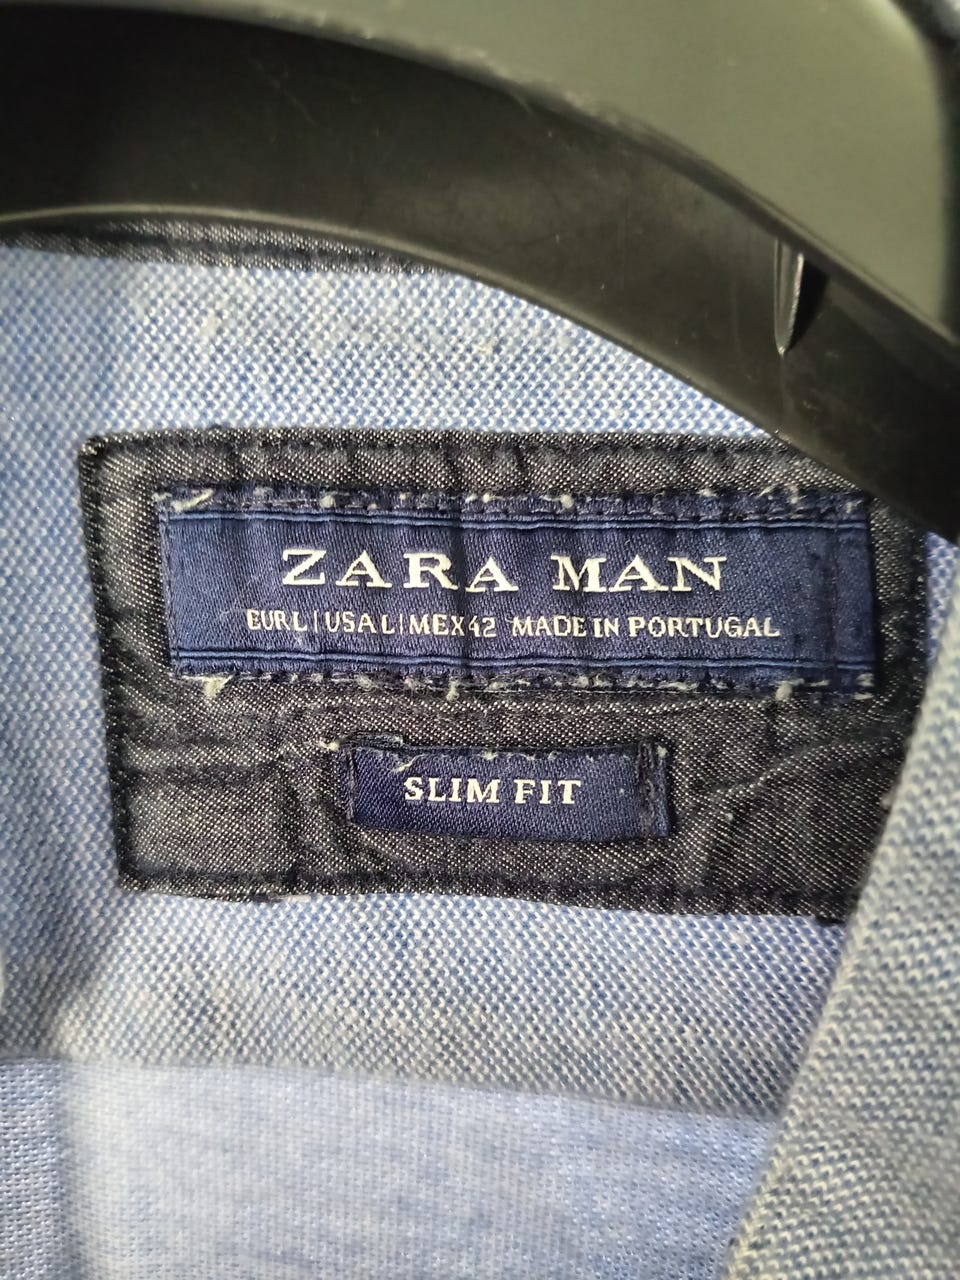 ZARA MAN
EUR L | USA L | MEX 42 MADE IN PORTUGAL
SLIM FIT